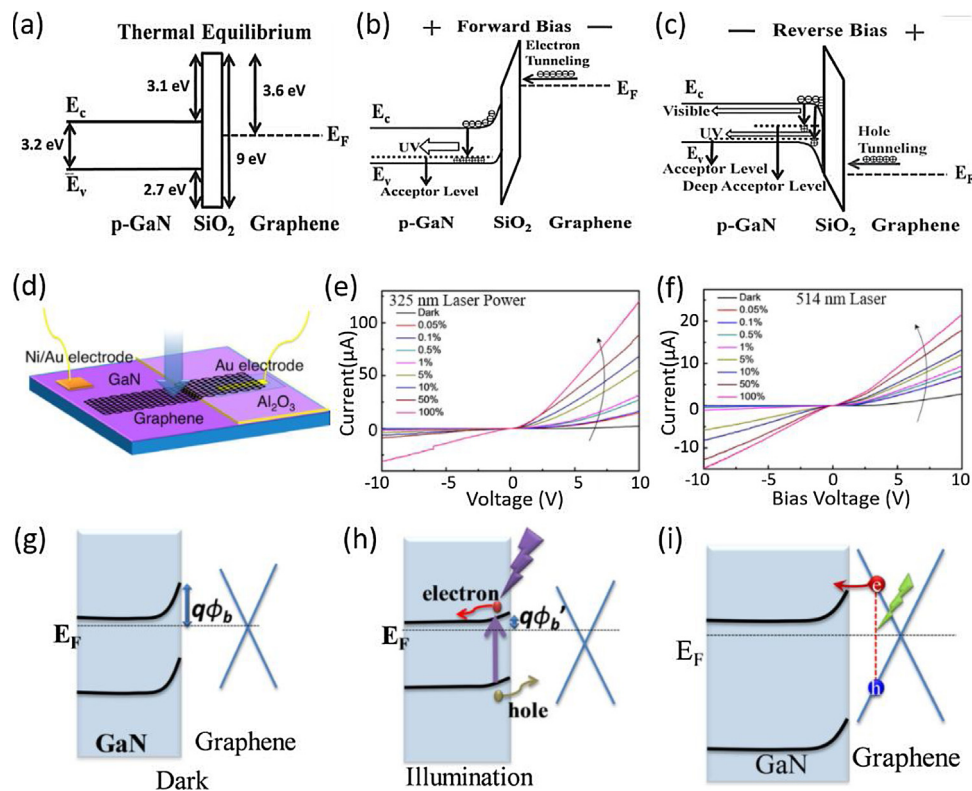 (a)
Thermal Equilibrium
3.1 eV
3.6 eV
Ec
EF
3.2 eV
9 eV
Ev
2.7 eV
p-GaN SiO2 Graphene
(b)
+ Forward Bias −
Electron
Tunneling
EF
Ec
UV
Ev
Acceptor Level
p-GaN SiO2 Graphene
(c)
− Reverse Bias +
Ec
Visible
UV
Hole
Tunneling
Ev
EF
Acceptor Level
Deep Acceptor Level
p-GaN SiO2 Graphene
(d)
Ni/Au electrode
GaN
Au electrode
Graphene
Al2O3
(e)
325 nm Laser Power
Dark
0.05%
0.1%
0.5%
1%
5%
10%
50%
100%
100
50
0
Current(μA)
-10 -5 0 5 10
Voltage (V)
(f)
514 nm Laser
Dark
0.05%
0.1%
0.5%
1%
5%
10%
50%
100%
20
10
0
-10
Current(μA)
-10 -5 0 5 10
Bias Voltage (V)
(g)
qϕb
EF
GaN
Graphene
Dark
(h)
electron
qϕb'
EF
hole
Illumination
(i)
e
EF
h
GaN
Graphene